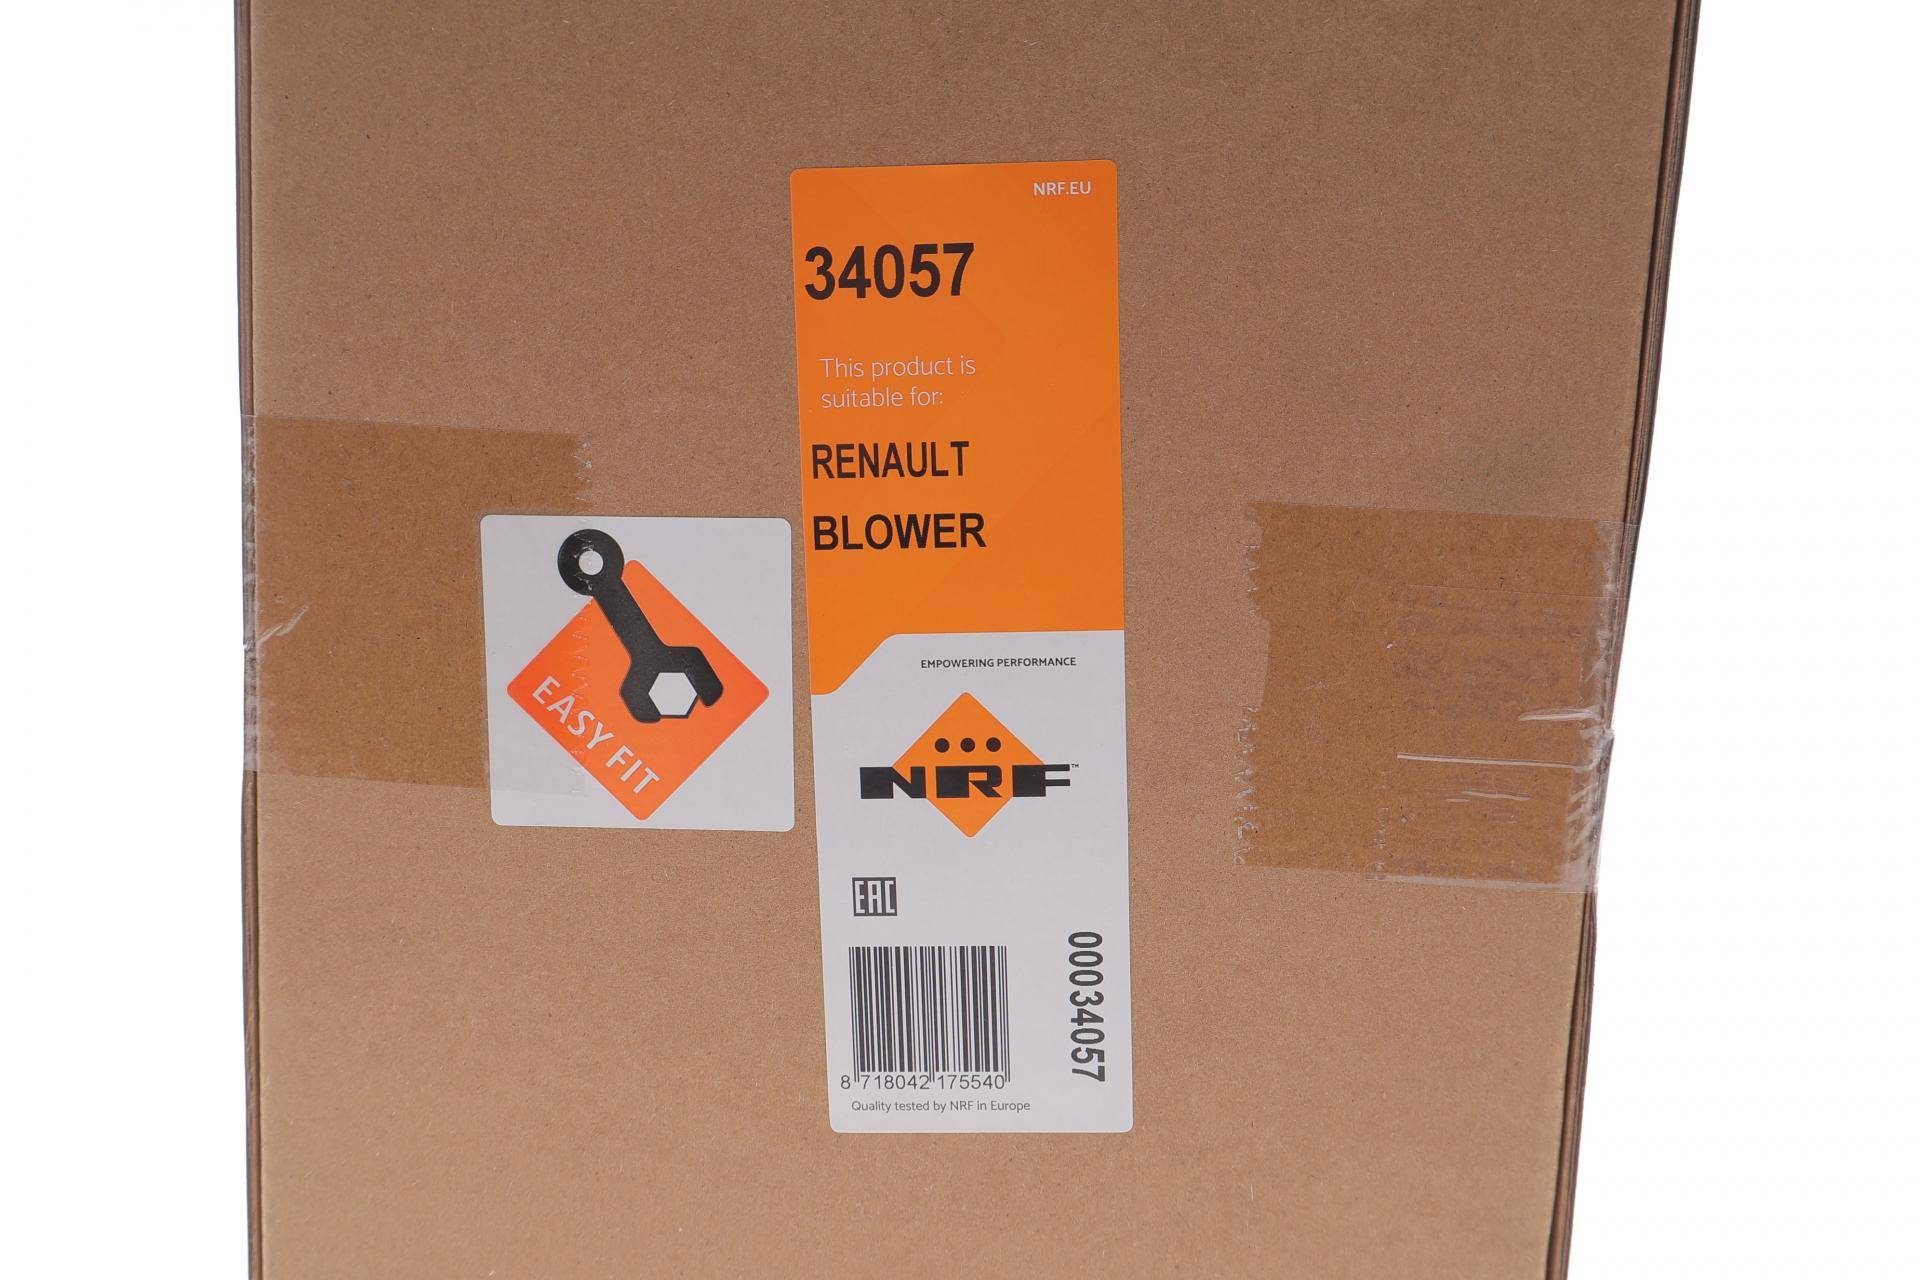 NRF.EU
34057
This product is
suitable for:
RENAULT
BLOWER
EASY FIT
EMPOWERING PERFORMANCE
NRF™
EAC
00034057
8 718042 175540
Quality tested by NRF in Europe